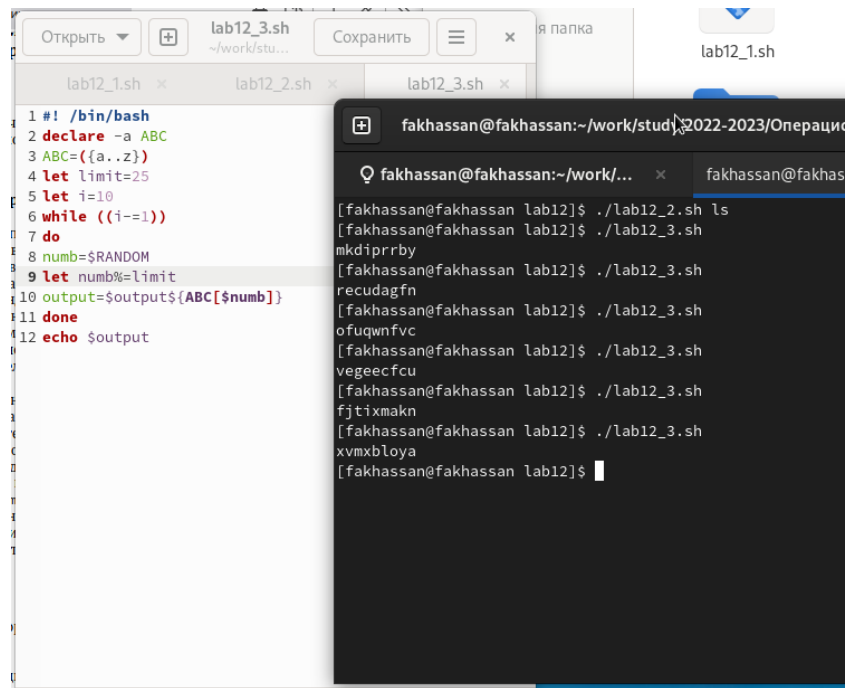 Открыть
lab12_3.sh
~/work/stu...
Сохранить
я папка
lab12_1.sh
lab12_1.sh
lab12_2.sh
lab12_3.sh
1 #! /bin/bash
2 declare -a ABC
3 ABC=({a..z})
4 let limit=25
5 let i=10
6 while ((i-=1))
7 do
8 numb=$RANDOM
9 let numb%=limit
10 output=$output${ABC[$numb]}
11 done
12 echo $output
fakhassan@fakhassan:~/work/study/2022-2023/Операцио
fakhassan@fakhassan:~/work/...
fakhassan@fakhas
[fakhassan@fakhassan lab12]$ ./lab12_2.sh ls
[fakhassan@fakhassan lab12]$ ./lab12_3.sh
mkdiprrby
[fakhassan@fakhassan lab12]$ ./lab12_3.sh
recudagfn
[fakhassan@fakhassan lab12]$ ./lab12_3.sh
ofuqwnfvc
[fakhassan@fakhassan lab12]$ ./lab12_3.sh
vegeecfcu
[fakhassan@fakhassan lab12]$ ./lab12_3.sh
fjtixmakn
[fakhassan@fakhassan lab12]$ ./lab12_3.sh
xvmxbloya
[fakhassan@fakhassan lab12]$